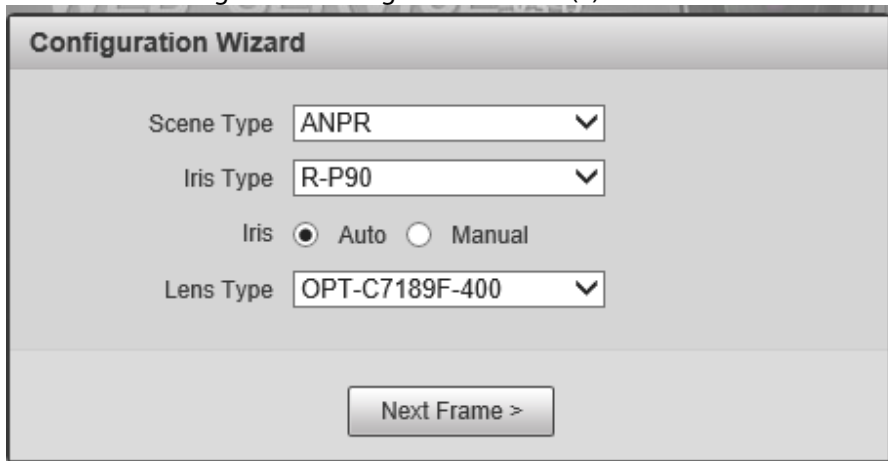 Configuration Wizard
Scene Type ANPR
Iris Type R-P90
Iris Auto Manual
Lens Type OPT-C7189F-400
Next Frame >